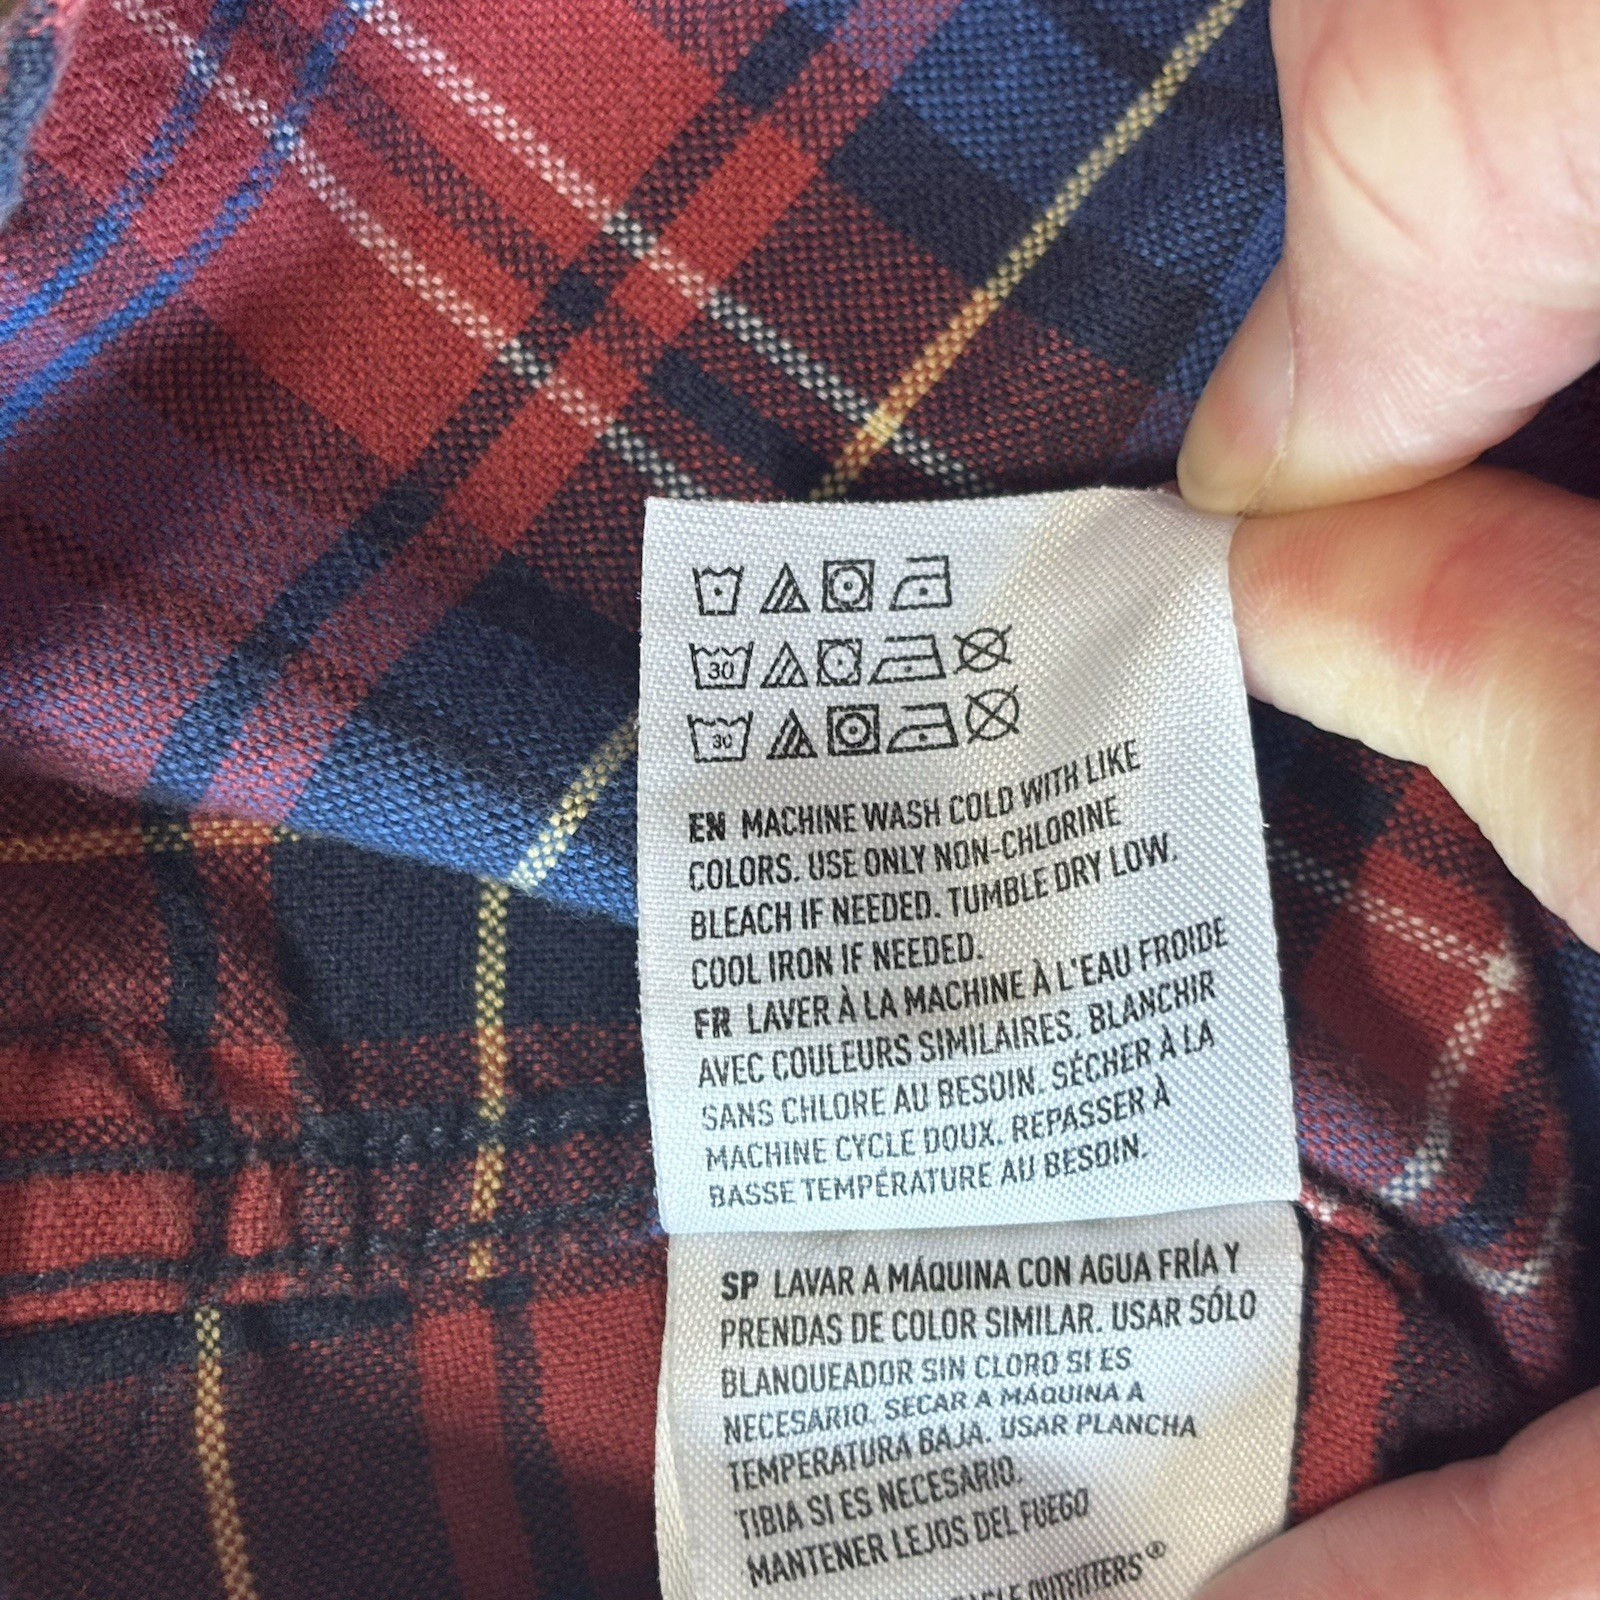 30
30
EN MACHINE WASH COLD WITH LIKE
COLORS. USE ONLY NON-CHLORINE
BLEACH IF NEEDED. TUMBLE DRY LOW.
COOL IRON IF NEEDED.
FR LAVER À LA MACHINE À L'EAU FROIDE
AVEC COULEURS SIMILAIRES. BLANCHIR
SANS CHLORE AU BESOIN. SÉCHER À LA
MACHINE CYCLE DOUX. REPASSER À
BASSE TEMPÉRATURE AU BESOIN.
SP LAVAR A MÁQUINA CON AGUA FRÍA Y
PRENDAS DE COLOR SIMILAR. USAR SÓLO
BLANQUEADOR SIN CLORO SI ES
NECESARIO. SECAR A MÁQUINA A
TEMPERATURA BAJA. USAR PLANCHA
TIBIA SI ES NECESARIO.
MANTENER LEJOS DEL FUEGO
OUTFITTERS®